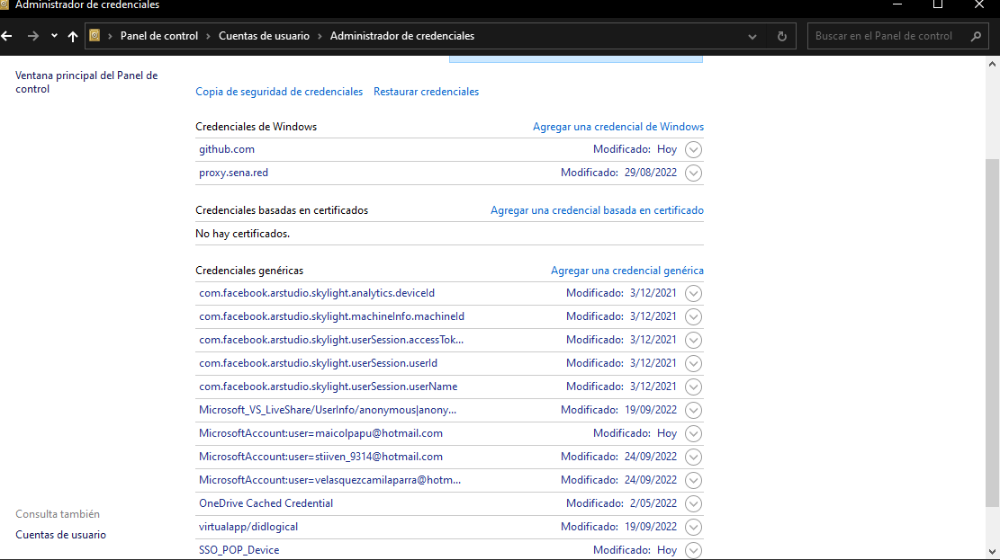 Administrador de credenciales
Panel de control › Cuentas de usuario › Administrador de credenciales
Buscar en el Panel de control
Ventana principal del Panel de
control
Copia de seguridad de credenciales Restaurar credenciales
Credenciales de Windows Agregar una credencial de Windows
github.com Modificado: Hoy
proxy.sena.red Modificado: 29/08/2022
Credenciales basadas en certificados Agregar una credencial basada en certificado
No hay certificados.
Credenciales genéricas Agregar una credencial genérica
com.facebook.arstudio.skylight.analytics.deviceId Modificado: 3/12/2021
com.facebook.arstudio.skylight.machineInfo.machineId Modificado: 3/12/2021
com.facebook.arstudio.skylight.userSession.accessTok... Modificado: 3/12/2021
com.facebook.arstudio.skylight.userSession.userId Modificado: 3/12/2021
com.facebook.arstudio.skylight.userSession.userName Modificado: 3/12/2021
Microsoft_VS_LiveShare/UserInfo/anonymous|anony... Modificado: 19/09/2022
MicrosoftAccount:user=maicolpapu@hotmail.com Modificado: Hoy
MicrosoftAccount:user=stiiven_9314@hotmail.com Modificado: 24/09/2022
MicrosoftAccount:user=velasquezcamilaparra@hotm... Modificado: 24/09/2022
OneDrive Cached Credential Modificado: 2/05/2022
virtualapp/didlogical Modificado: 19/09/2022
SSO_POP_Device Modificado: Hoy
Consulta también
Cuentas de usuario